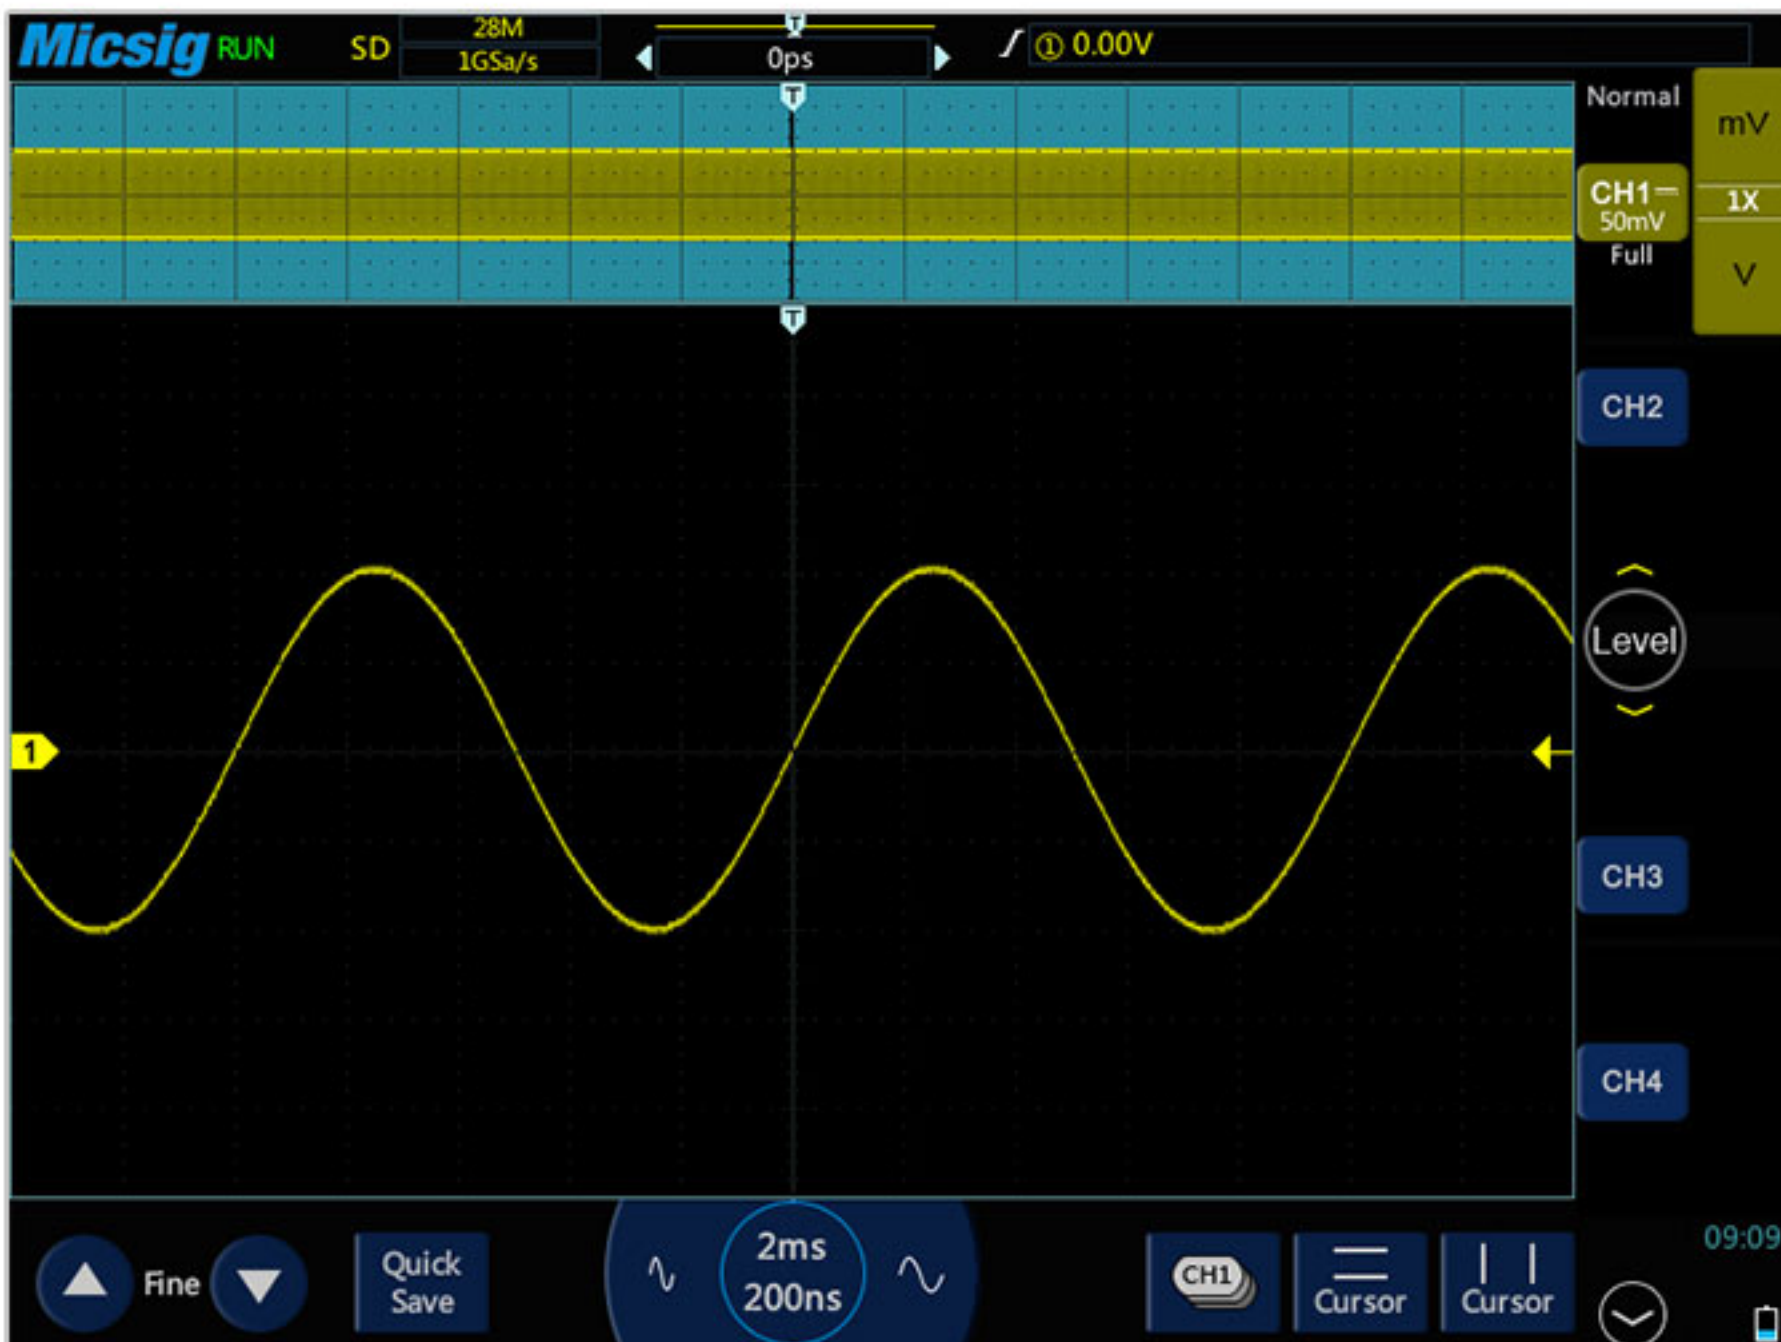 Micsig RUN SD 28M 1GSa/s T 0ps ① 0.00V
T
Normal
mV
CH1
50mV
1X
Full
V
T
CH2
Level
1
CH3
CH4
09:09
Fine
Quick
Save
2ms
200ns
CH1
Cursor
Cursor